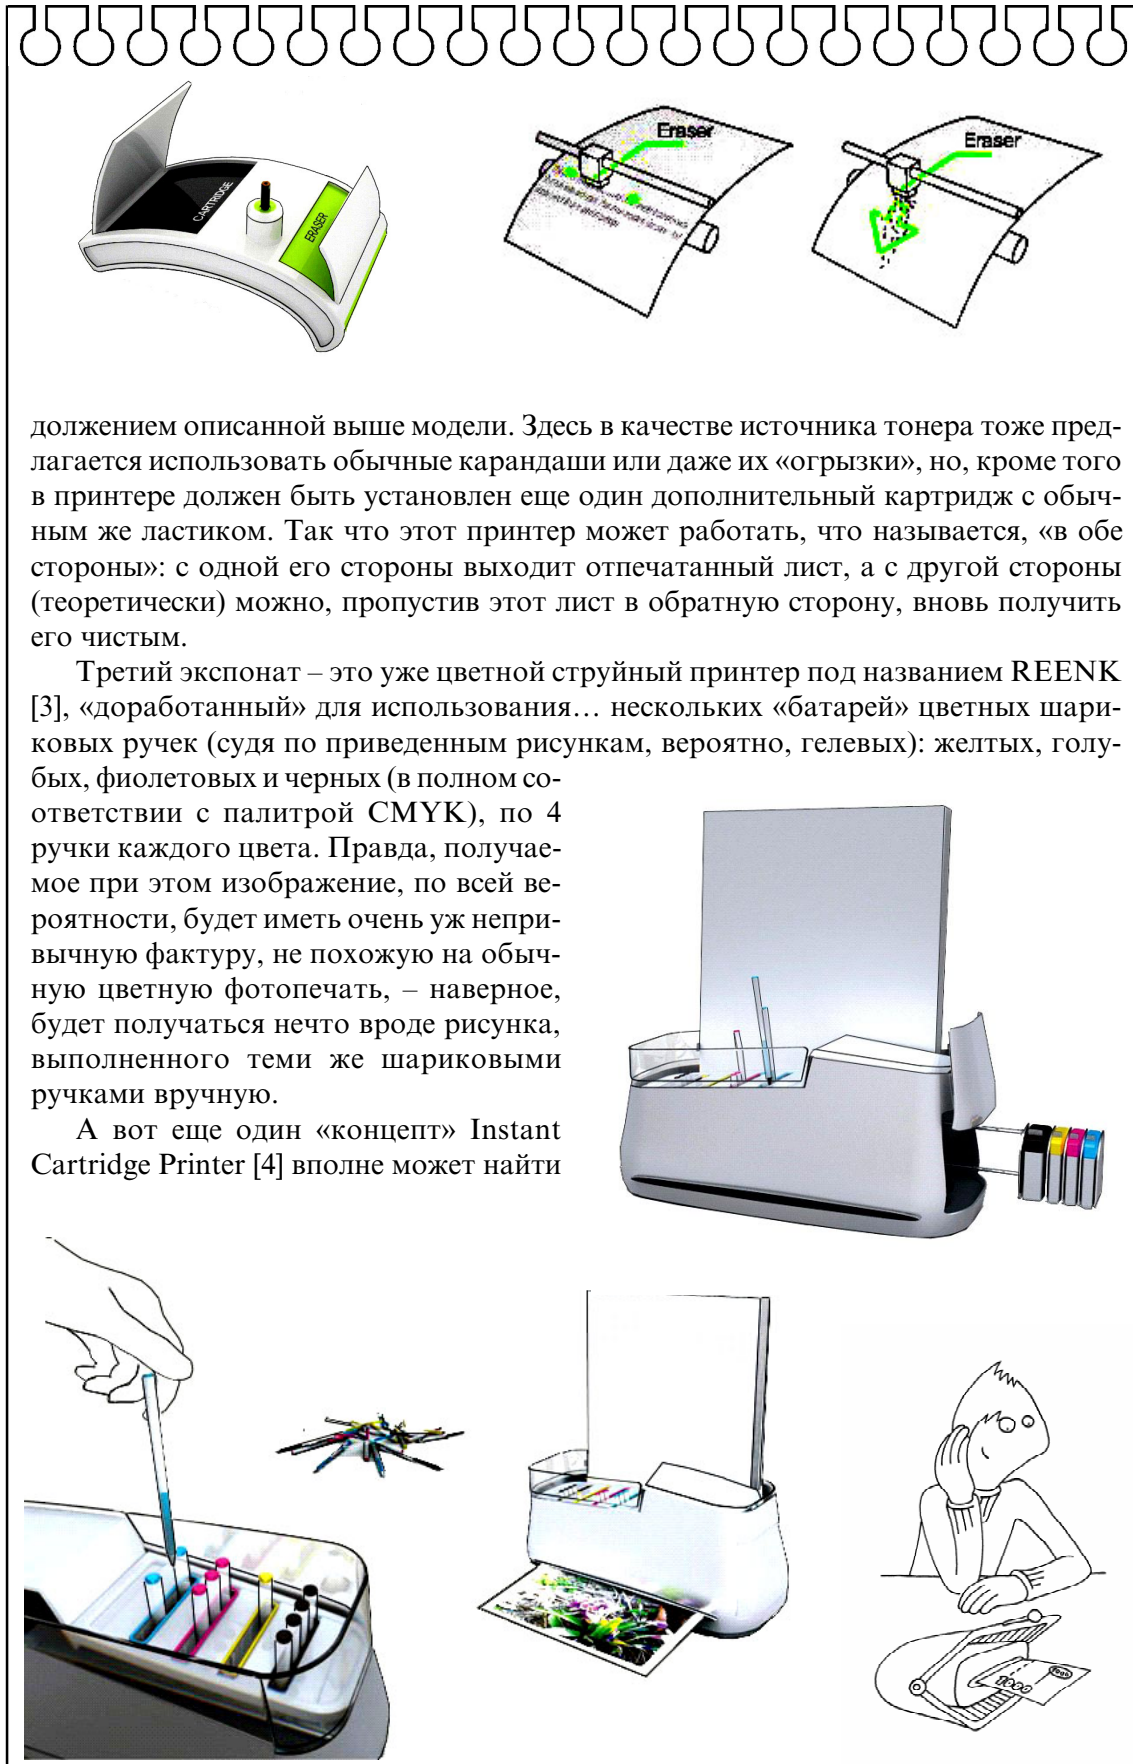 CARTRIDGE
ERASER
Eraser
Eraser
должением описанной выше модели. Здесь в качестве источника тонера тоже пред-
лагается использовать обычные карандаши или даже их «огрызки», но, кроме того
в принтере должен быть установлен еще один дополнительный картридж с обыч-
ным же ластиком. Так что этот принтер может работать, что называется, «в обе
стороны»: с одной его стороны выходит отпечатанный лист, а с другой стороны
(теоретически) можно, пропустив этот лист в обратную сторону, вновь получить
его чистым.
Третий экспонат – это уже цветной струйный принтер под названием REENK
[3], «доработанный» для использования… нескольких «батарей» цветных шари-
ковых ручек (судя по приведенным рисункам, вероятно, гелевых): желтых, голу-
бых, фиолетовых и черных (в полном со-
ответствии с палитрой CMYK), по 4
ручки каждого цвета. Правда, получае-
мое при этом изображение, по всей ве-
роятности, будет иметь очень уж непри-
вычную фактуру, не похожую на обыч-
ную цветную фотопечать, – наверное,
будет получаться нечто вроде рисунка,
выполненного теми же шариковыми
ручками вручную.
А вот еще один «концепт» Instant
Cartridge Printer [4] вполне может найти
1000
1000